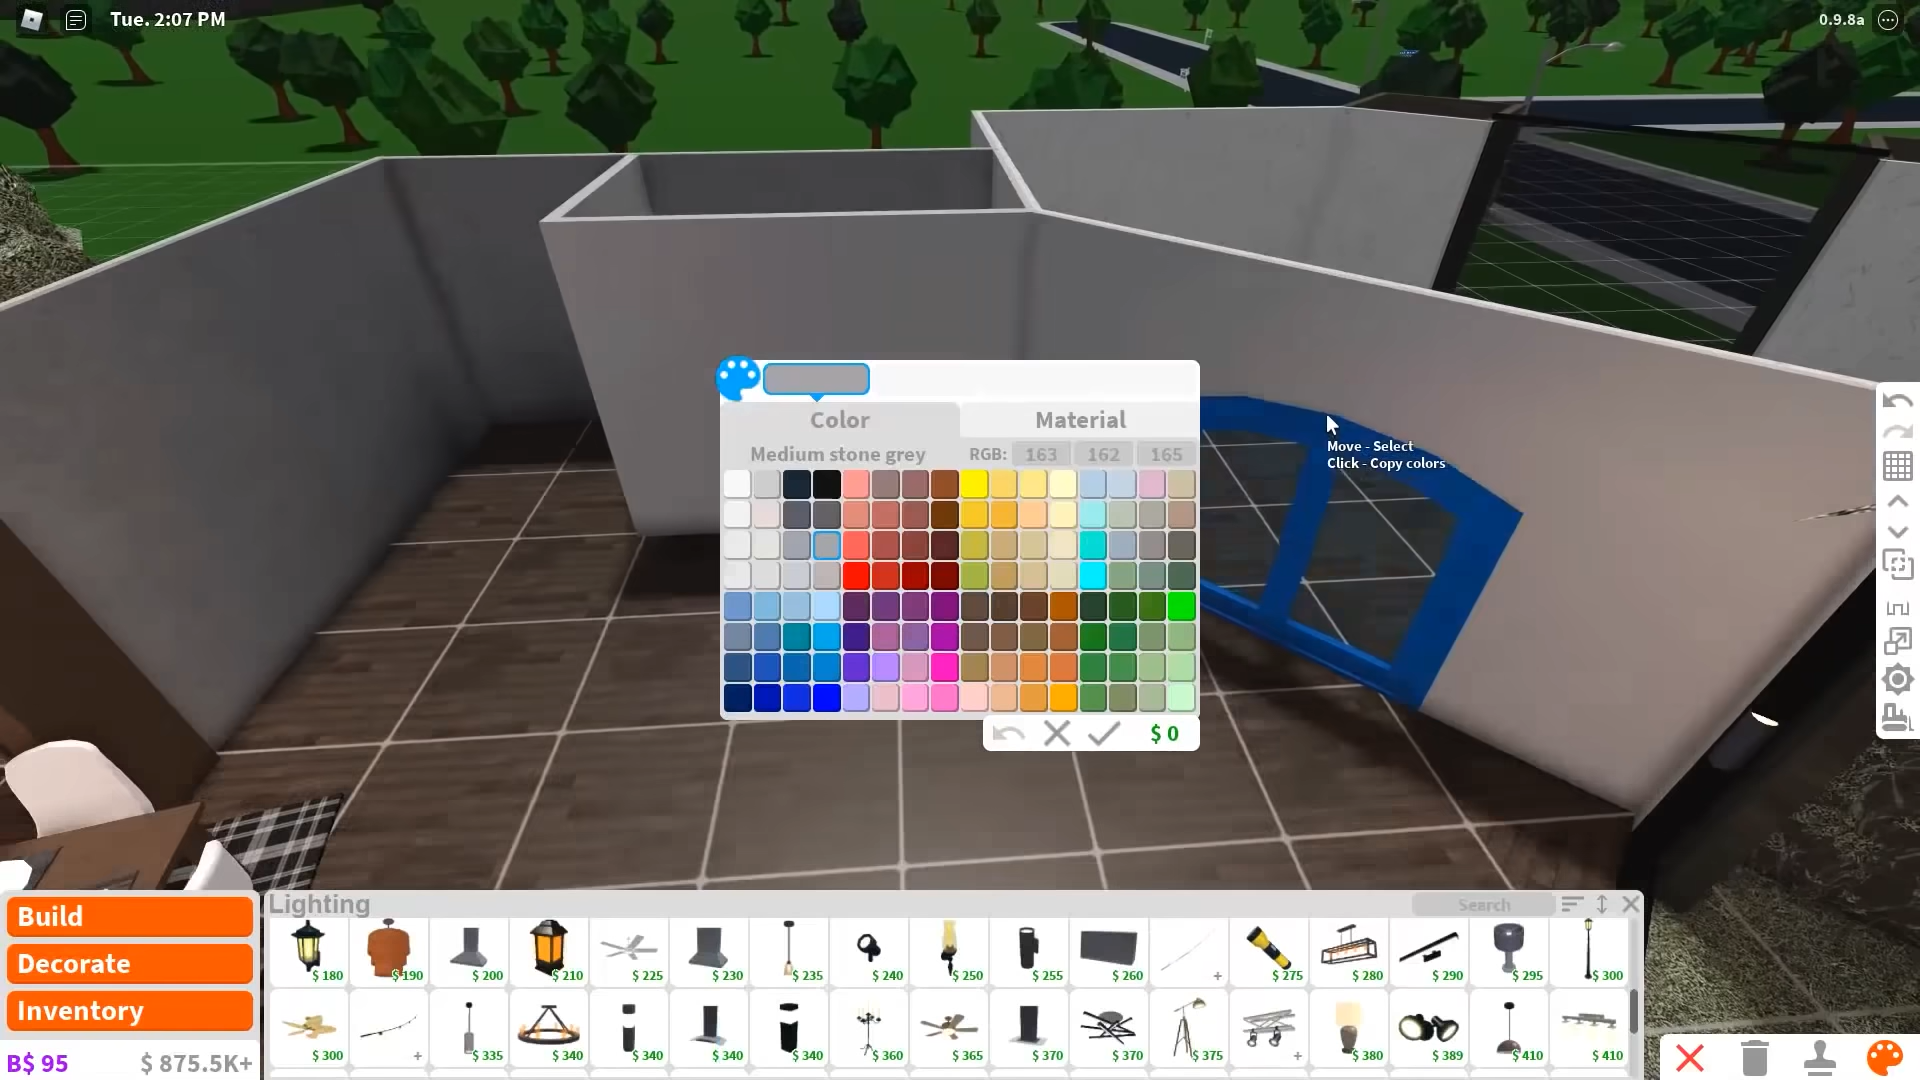 Tue. 2:07 PM
0.9.8a
Color
Material
Medium stone grey
RGB: 163 162 165
Move - Select
Click - Copy colors
$ 0
Build
Decorate
Inventory
B$ 95
$ 875.5K+
Lighting
Search
$ 180
$ 190
$ 200
$ 210
$ 225
$ 230
$ 235
$ 240
$ 250
$ 255
$ 260
+
$ 275
$ 280
$ 290
$ 295
$ 300
$ 300
+
$ 335
$ 340
$ 340
$ 340
$ 340
$ 360
$ 365
$ 370
$ 370
$ 375
+
$ 380
$ 389
$ 410
$ 410